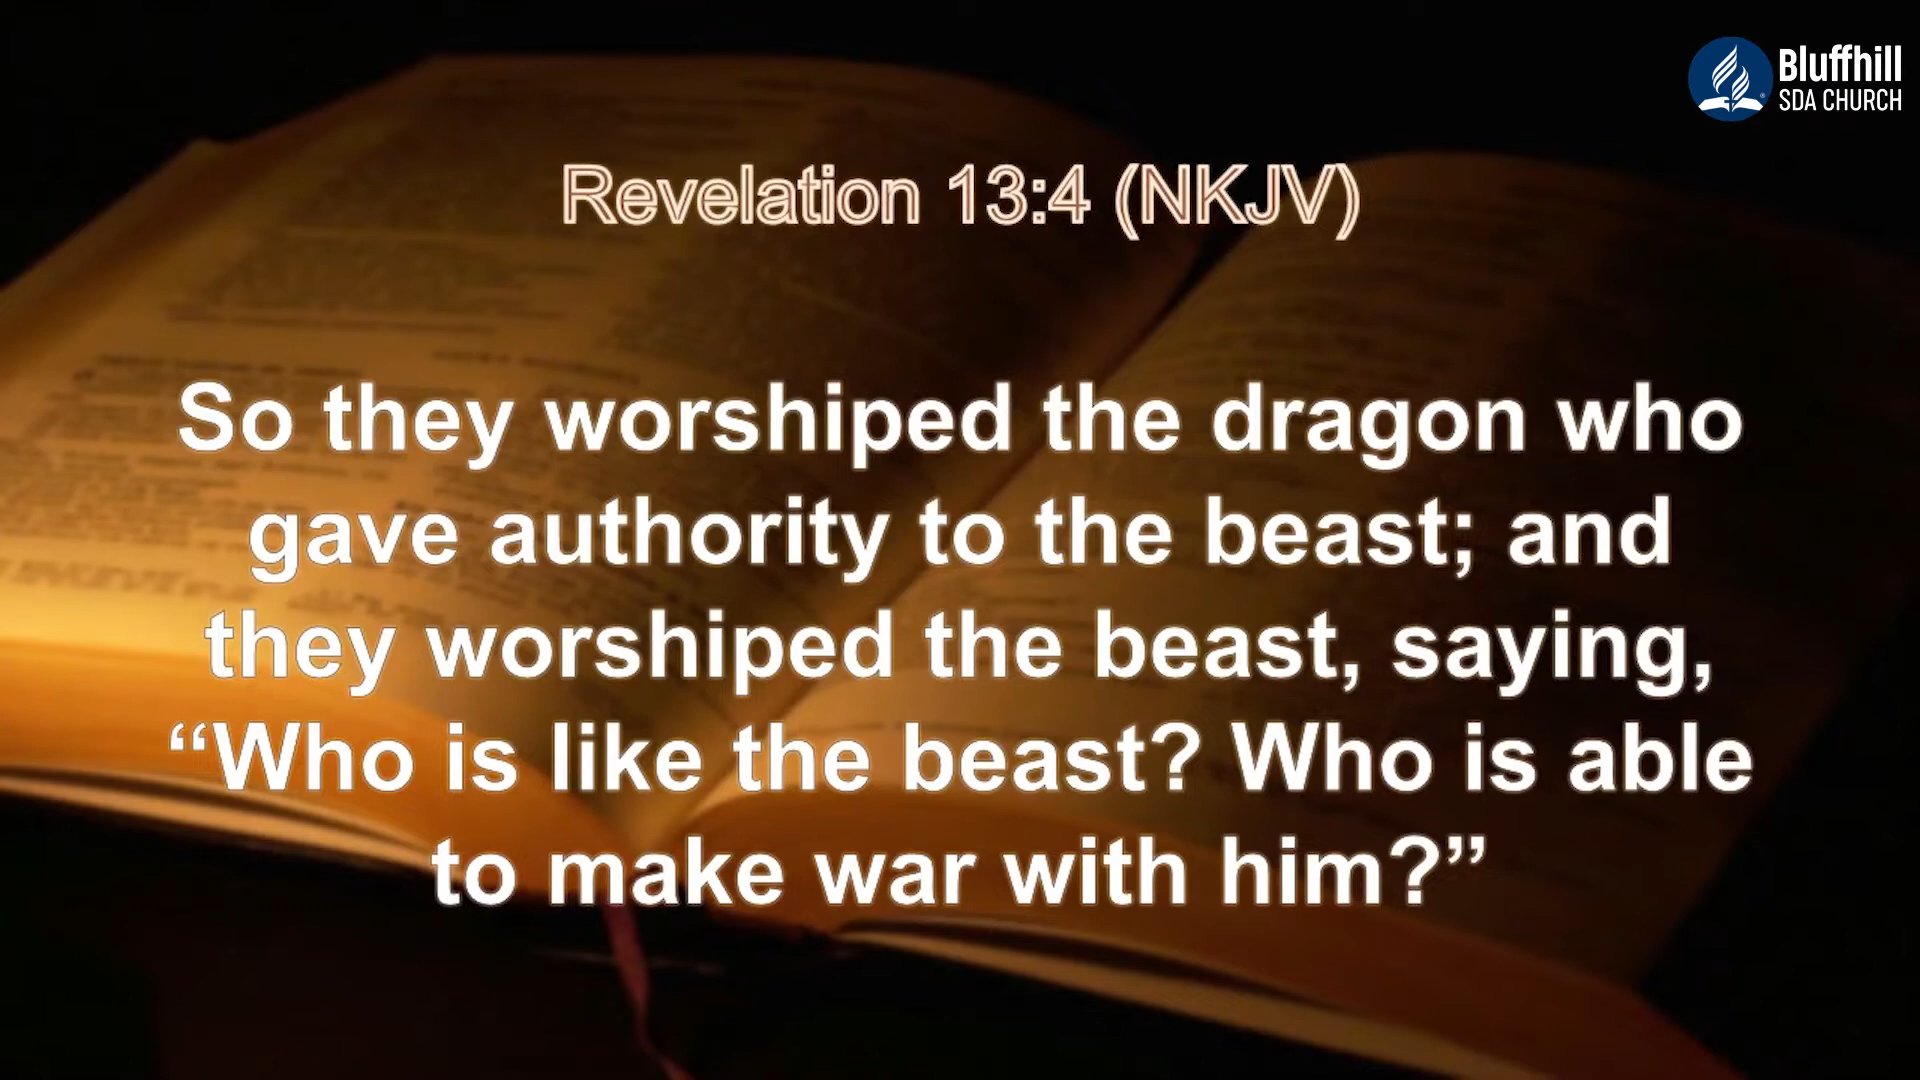 Bluffhill
SDA CHURCH
Revelation 13:4 (NKJV)
So they worshiped the dragon who
gave authority to the beast; and
they worshiped the beast, saying,
“Who is like the beast? Who is able
to make war with him?”